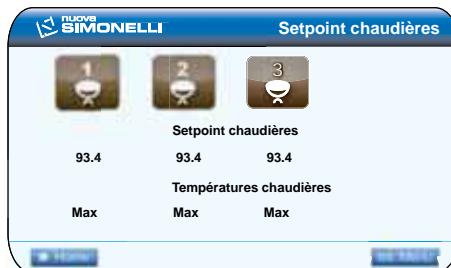 nuova
SIMONELLI
Setpoint chaudières
1 2 3
Setpoint chaudières
93.4 93.4 93.4
Températures chaudières
Max Max Max
Home